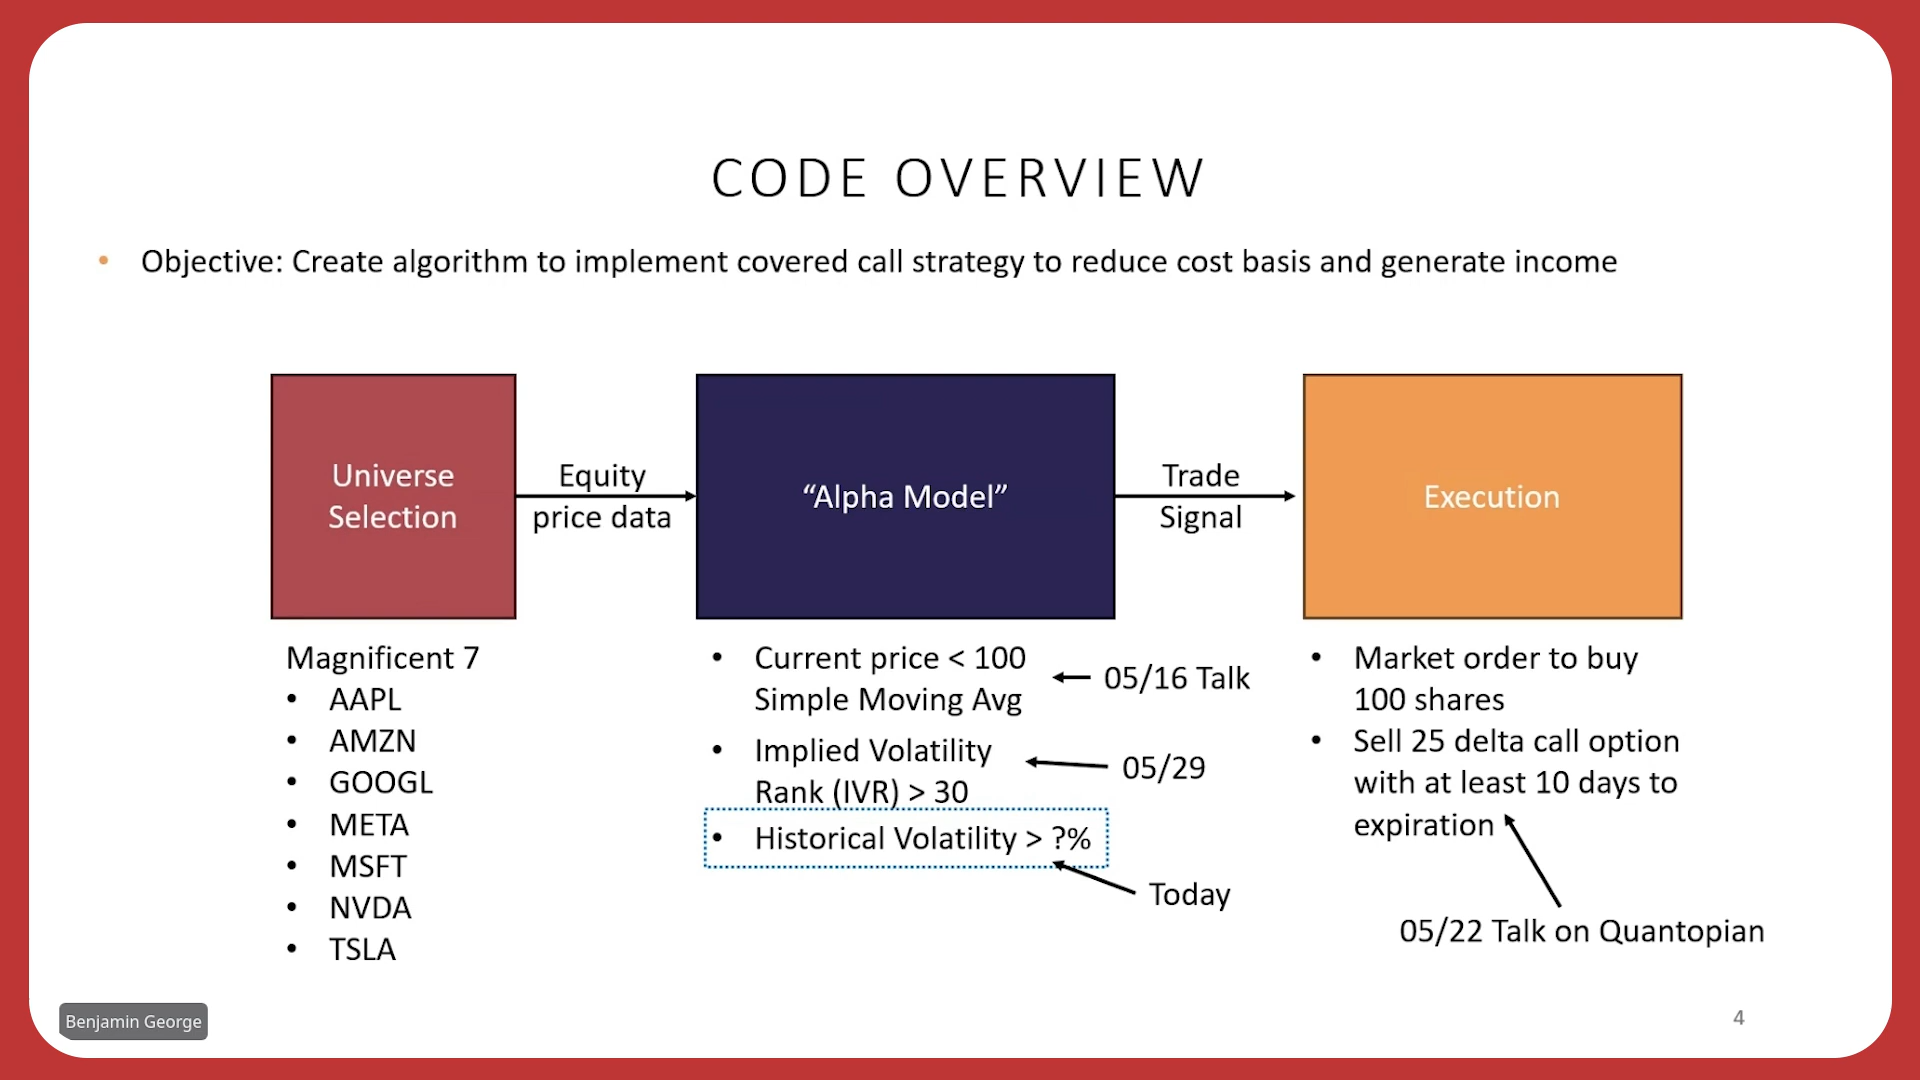 CODE OVERVIEW
• Objective: Create algorithm to implement covered call strategy to reduce cost basis and generate income
Universe
Selection
Equity
price data
“Alpha Model”
Trade
Signal
Execution
Magnificent 7
• AAPL
• AMZN
• GOOGL
• META
• MSFT
• NVDA
• TSLA
• Current price < 100
Simple Moving Avg
05/16 Talk
• Implied Volatility
Rank (IVR) > 30
05/29
• Historical Volatility > ?%
Today
• Market order to buy
100 shares
• Sell 25 delta call option
with at least 10 days to
expiration
05/22 Talk on Quantopian
Benjamin George
4